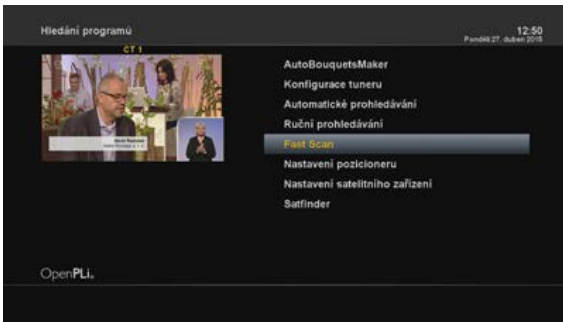 Hledání programů
12:50
Pondělí 27. duben 2015
ČT 1
AutoBouquetsMaker
Konfigurace tuneru
Automatické prohledávání
Ruční prohledávání
Fast Scan
Nastavení pozicioneru
Nastavení satelitního zařízení
Satfinder
OpenPLi.